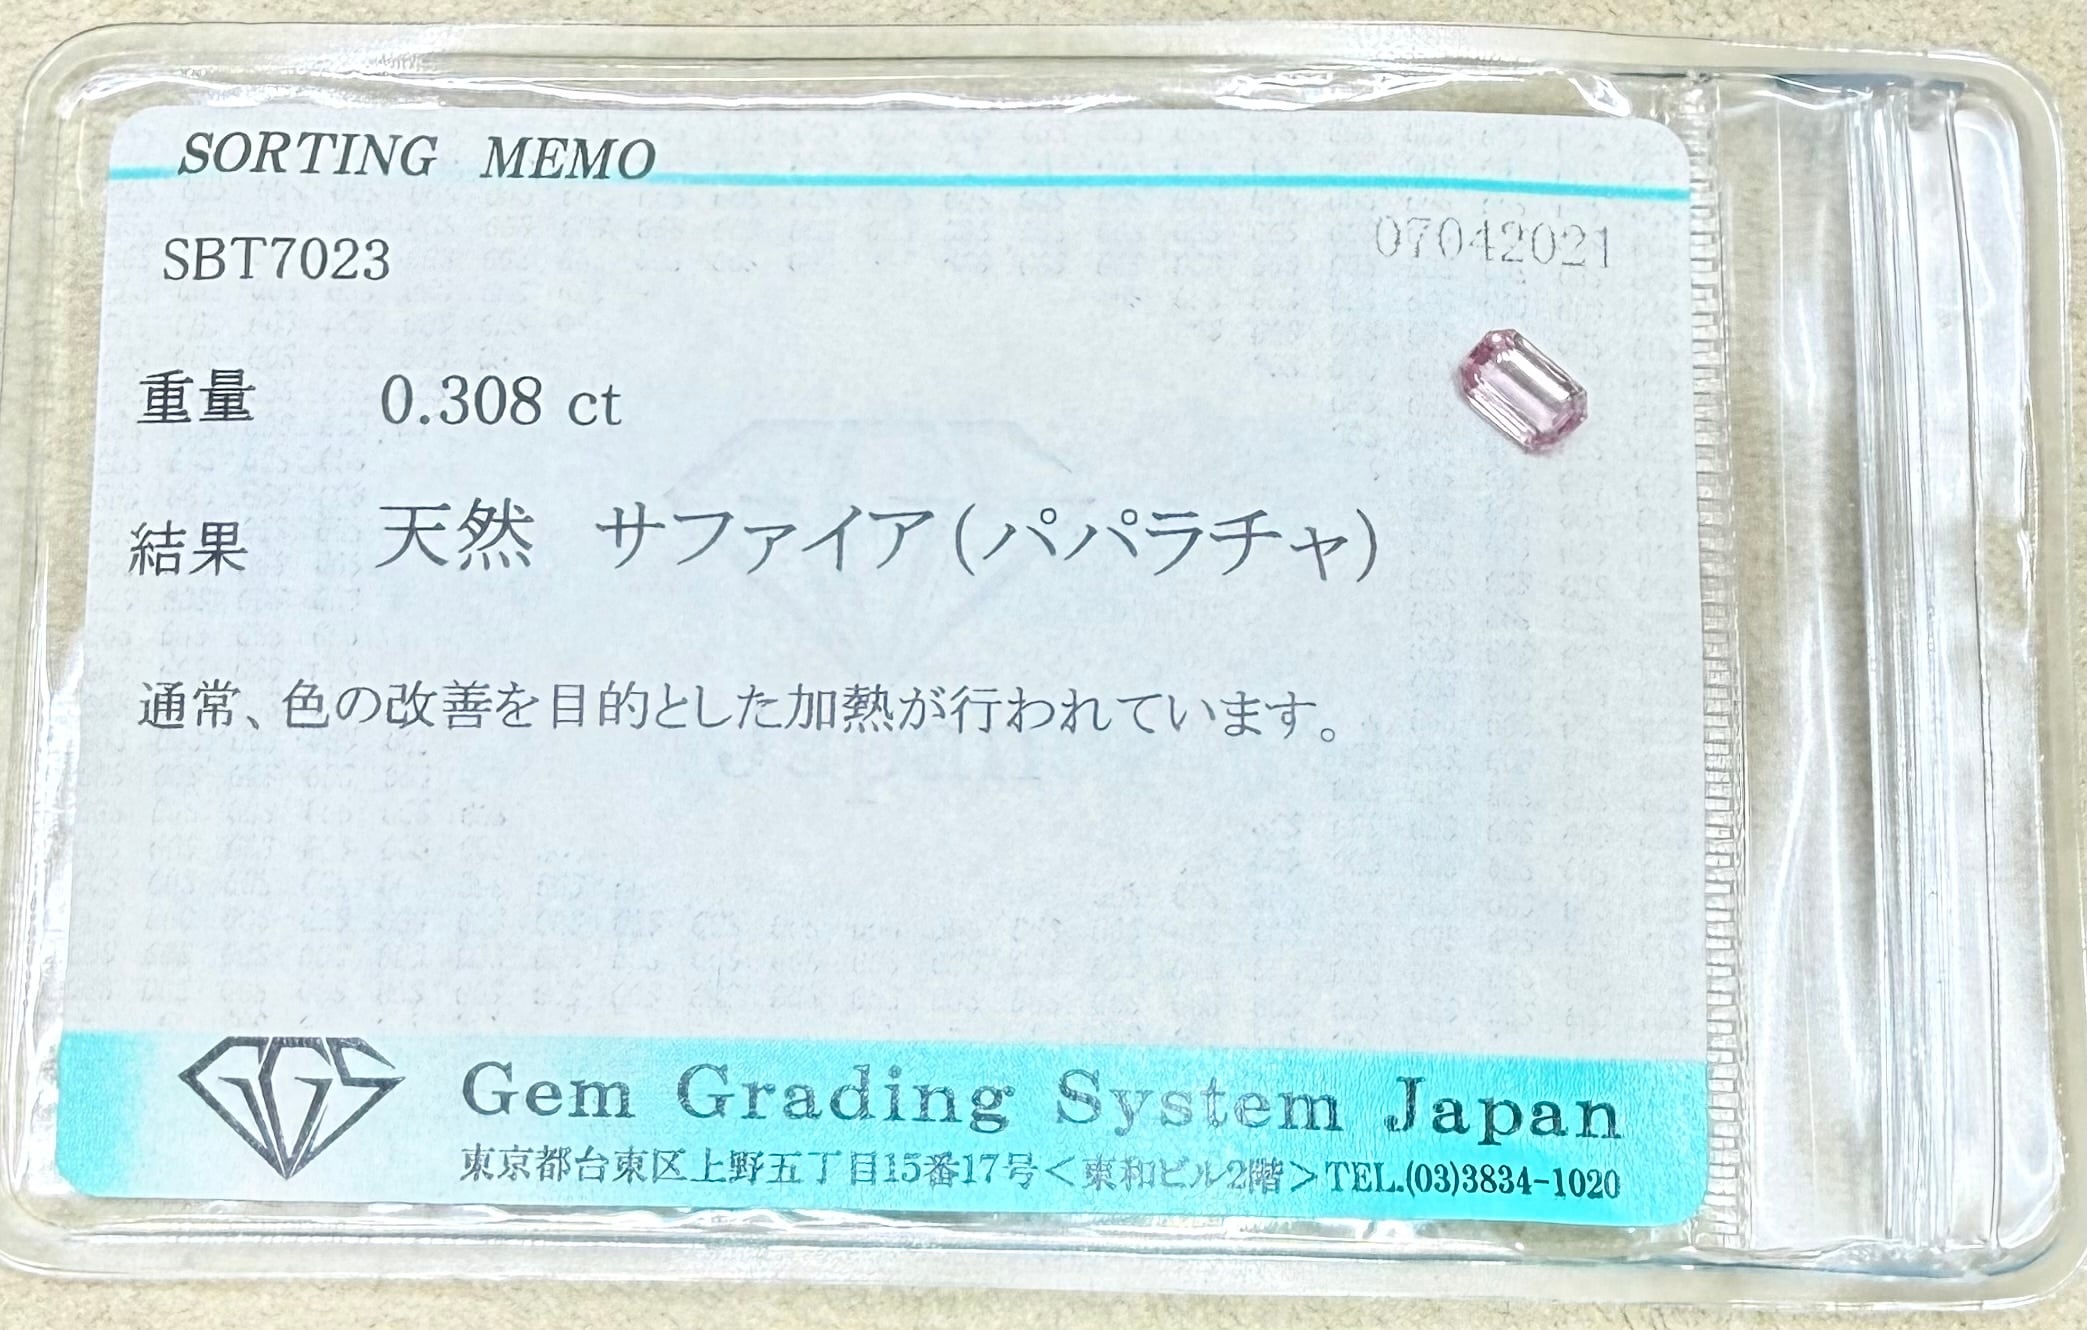 SORTING MEMO
SBT7023
07042021
重量 0.308 ct
結果 天然 サファイア(パパラチャ)
通常、色の改善を目的とした加熱が行われています。
GGS
Gem Grading System Japan
東京都台東区上野五丁目15番17号<東和ビル2階>TEL.(03)3834-1020